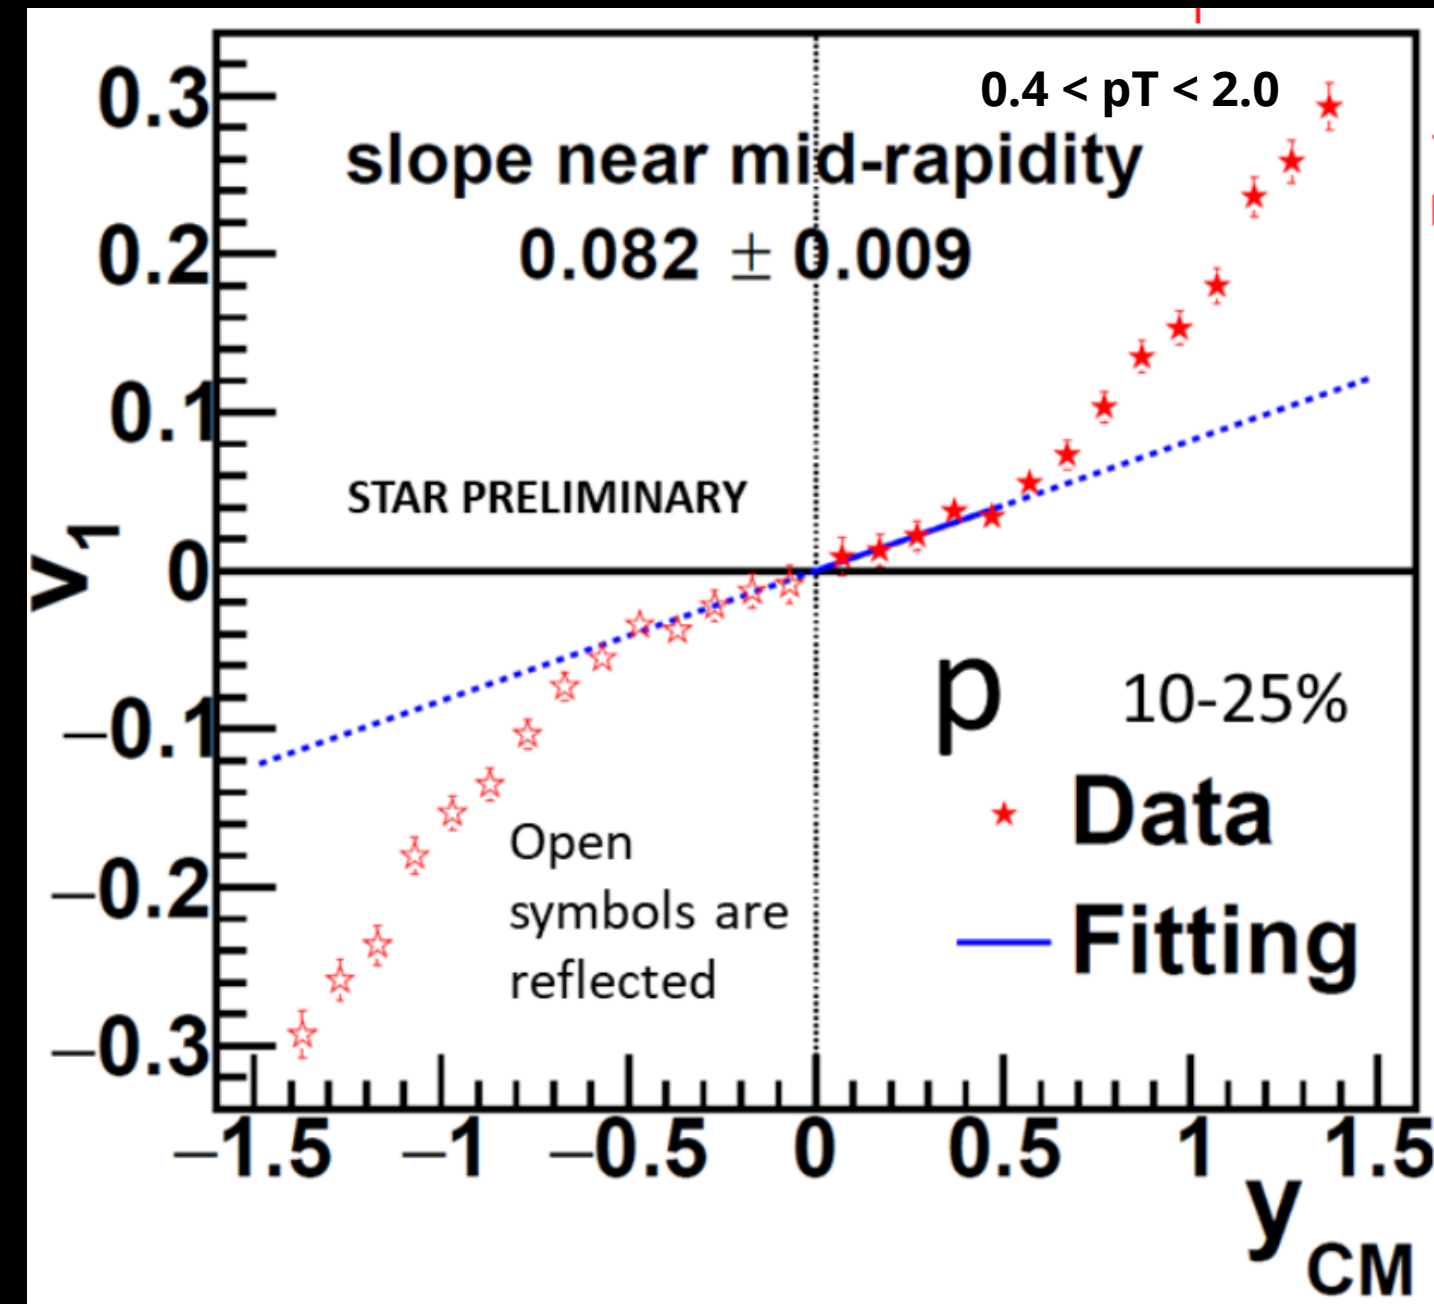 0.4 < pT < 2.0
slope near mid-rapidity
0.082 ± 0.009
STAR PRELIMINARY
0.3
0.2
0.1
0
−0.1
−0.2
−0.3
v1
p 10-25%
Data
Fitting
Open
symbols are
reflected
−1.5 −1 −0.5 0 0.5 1 1.5
yCM